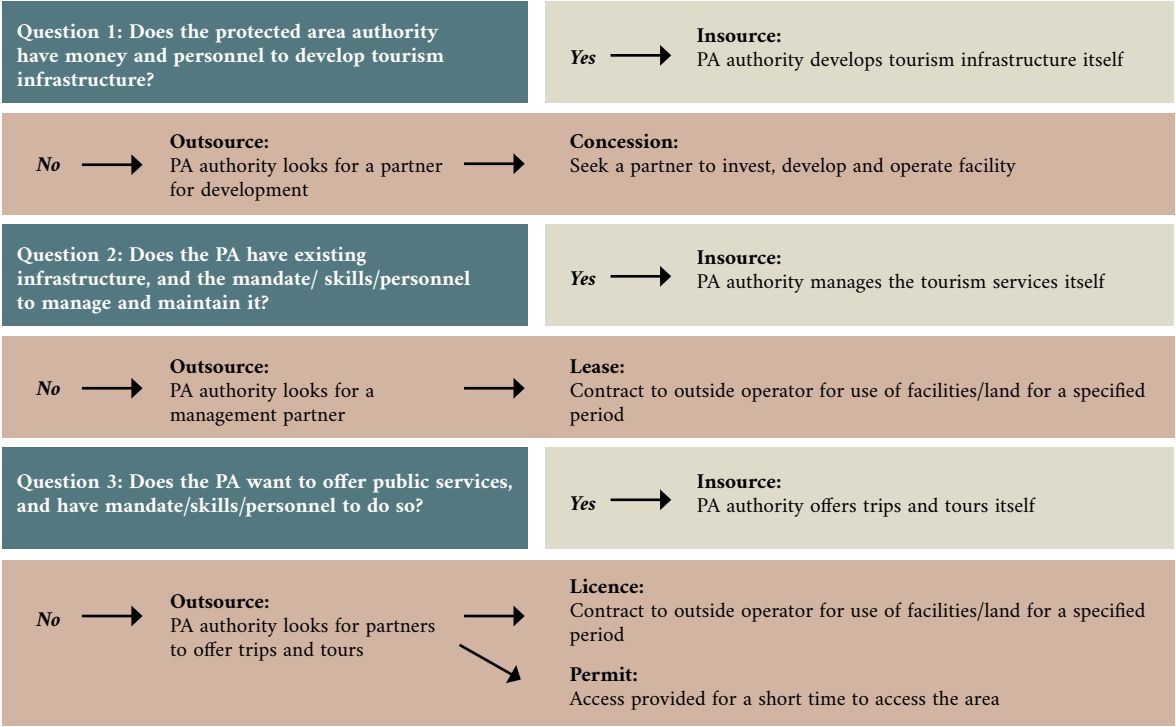 Question 1: Does the protected area authority
have money and personnel to develop tourism
infrastructure?
Yes
Insource:
PA authority develops tourism infrastructure itself
No
Outsource:
PA authority looks for a partner
for development
Concession:
Seek a partner to invest, develop and operate facility
Question 2: Does the PA have existing
infrastructure, and the mandate/ skills/personnel
to manage and maintain it?
Yes
Insource:
PA authority manages the tourism services itself
No
Outsource:
PA authority looks for a
management partner
Lease:
Contract to outside operator for use of facilities/land for a specified
period
Question 3: Does the PA want to offer public services,
and have mandate/skills/personnel to do so?
Yes
Insource:
PA authority offers trips and tours itself
No
Outsource:
PA authority looks for partners
to offer trips and tours
Licence:
Contract to outside operator for use of facilities/land for a specified
period
Permit:
Access provided for a short time to access the area